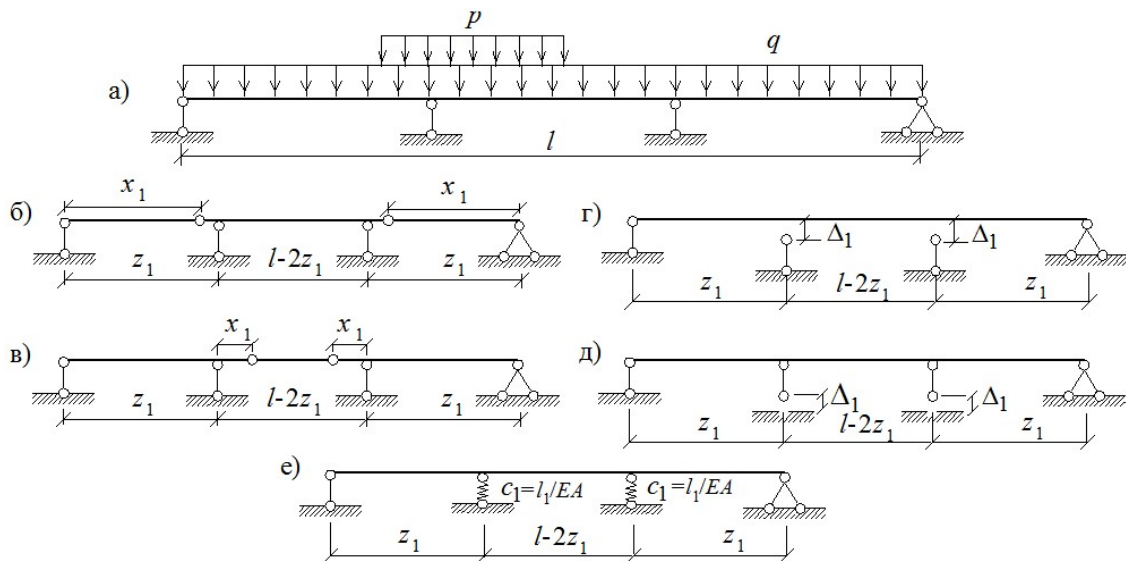 p
q
а)
l
б)
x₁
x₁
z₁
l-2z₁
z₁
г)
Δ₁
Δ₁
z₁
l-2z₁
z₁
в)
x₁
x₁
z₁
l-2z₁
z₁
д)
Δ₁
Δ₁
z₁
l-2z₁
z₁
е)
c₁=l₁/EA
c₁=l₁/EA
z₁
l-2z₁
z₁